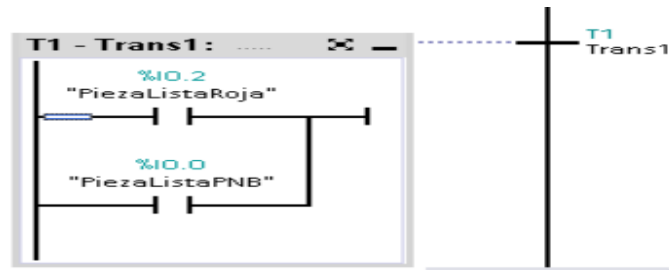 T1 - Trans1: .....
%I0.2
"PiezaListaRoja"
%I0.0
"PiezaListaPNB"
T1
Trans1